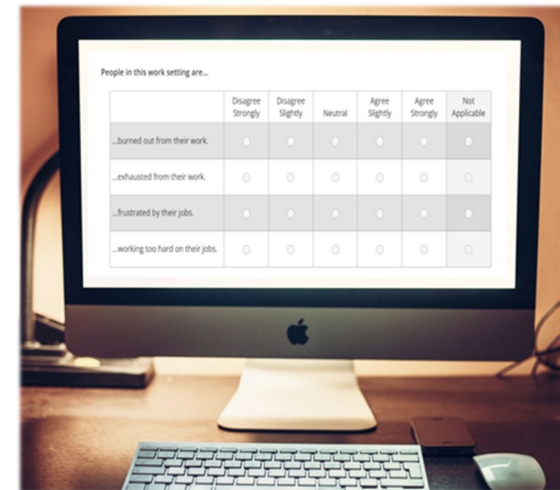 People in this work setting are...
Disagree Strongly Disagree Slightly Neutral Agree Slightly Agree Strongly Not Applicable
...burned out from their work.
...exhausted from their work.
...frustrated by their jobs.
...working too hard on their jobs.